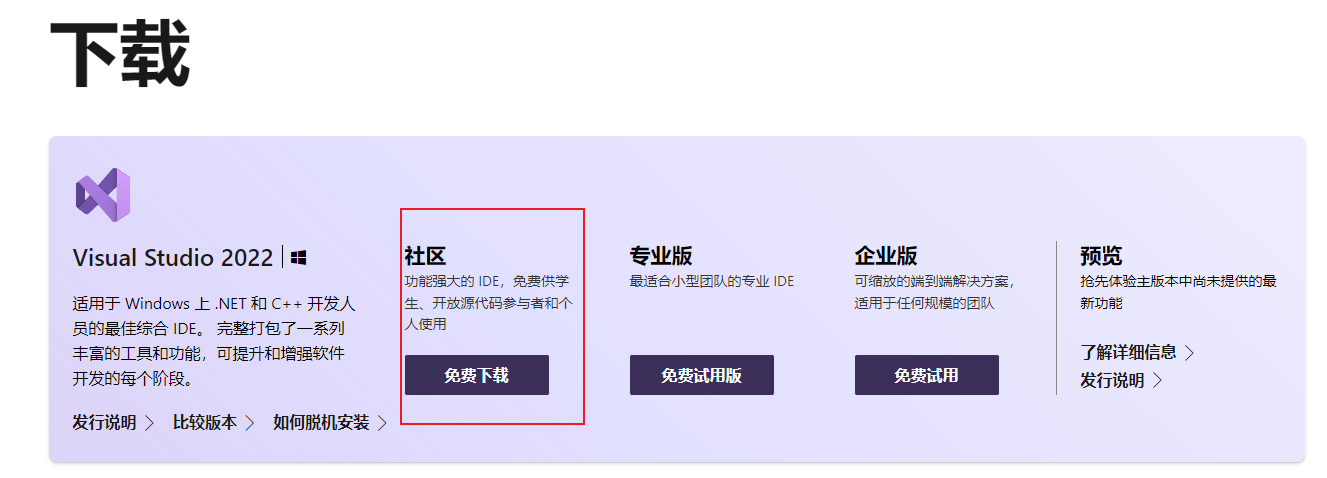 下载
Visual Studio 2022
适用于 Windows 上 .NET 和 C++ 开发人
员的最佳综合 IDE。 完整打包了一系列
丰富的工具和功能，可提升和增强软件
开发的每个阶段。
发行说明
比较版本
如何脱机安装
社区
功能强大的 IDE，免费供学
生、开放源代码参与者和个
人使用
免费下载
专业版
最适合小型团队的专业 IDE
免费试用版
企业版
可缩放的端到端解决方案，
适用于任何规模的团队
免费试用
预览
抢先体验主版本中尚未提供的最
新功能
了解详细信息
发行说明